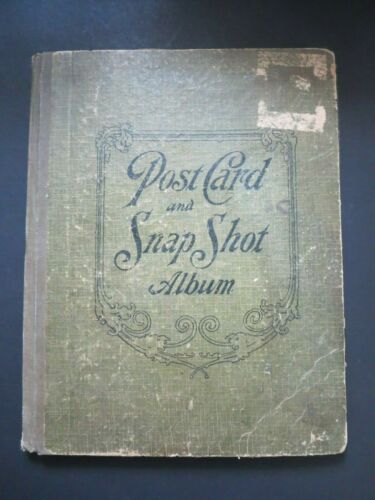 Post Card
and
Snap Shot
Album